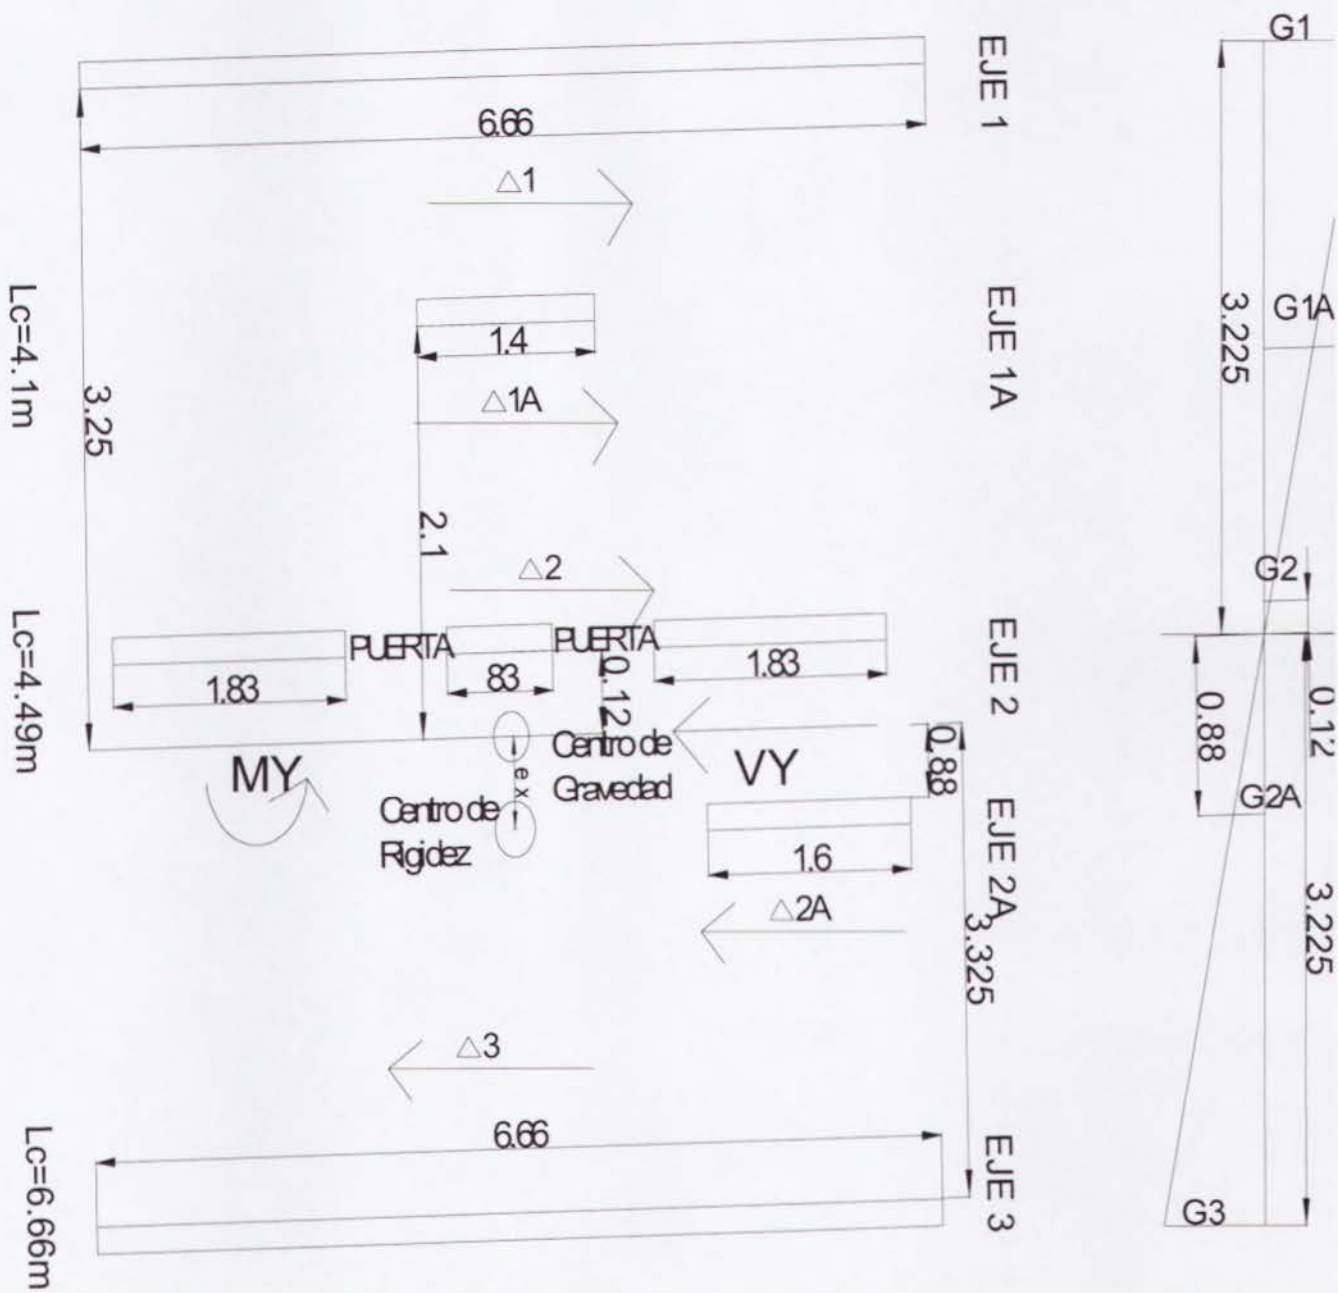 G1
EJE 1
6.66
△1
3.225
G1A
EJE 1A
Lc=4.1m
3.25
1.4
△1A
2.1
△2
G2
PUERTA
PUERTA
EJE 2
1.83
83
1.83
0.12
0.12
0.88
0.88
Lc=4.49m
MY
e x
Centro de
Gravedad
VY
Centro de
Rigidez
G2A
EJE 2A
1.6
△2A
3.325
3.225
△3
6.66
EJE 3
G3
Lc=6.66m